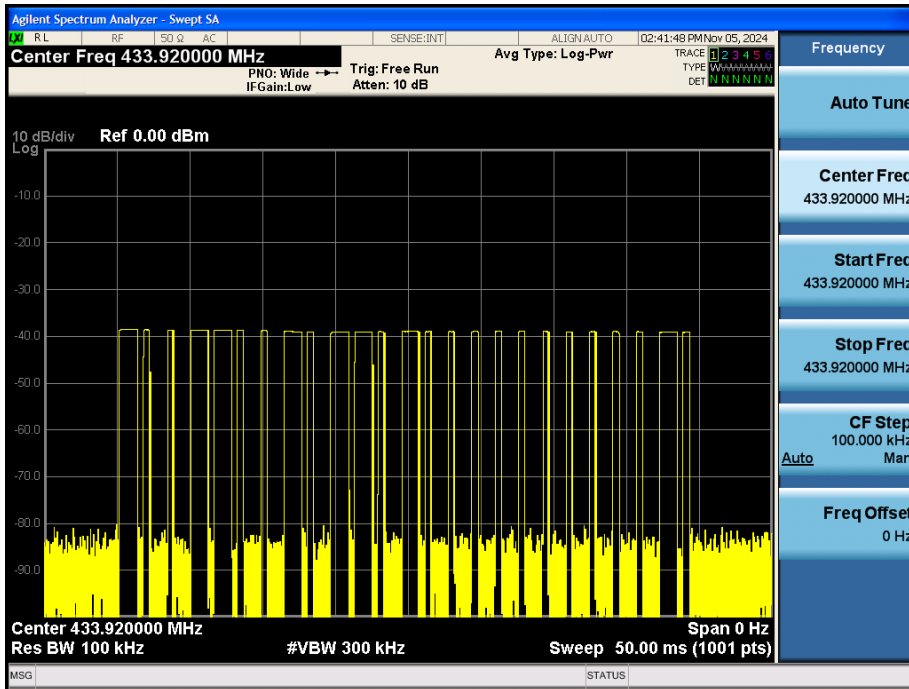 Agilent Spectrum Analyzer - Swept SA
LXI RL RF 50 Ω AC SENSE:INT ALIGN AUTO 02:41:48 PM Nov 05, 2024
Center Freq 433.920000 MHz
PNO: Wide
IFGain:Low
Trig: Free Run
Atten: 10 dB
Avg Type: Log-Pwr
TRACE 1 2 3 4 5 6
TYPE
DET N N N N N N
10 dB/div Ref 0.00 dBm
Log
-10.0
-20.0
-30.0
-40.0
-50.0
-60.0
-70.0
-80.0
-90.0
Center 433.920000 MHz
Span 0 Hz
Res BW 100 kHz
#VBW 300 kHz
Sweep 50.00 ms (1001 pts)
MSG
STATUS
Frequency
Auto Tune
Center Freq
433.920000 MHz
Start Freq
433.920000 MHz
Stop Freq
433.920000 MHz
CF Step
100.000 kHz
Auto Man
Freq Offset
0 Hz